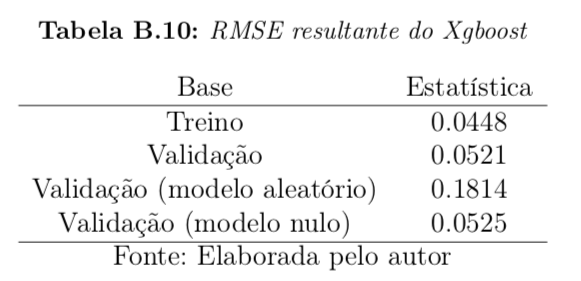 Tabela B.10: RMSE resultante do Xgboost
Base Estatística
Treino 0.0448
Validação 0.0521
Validação (modelo aleatório) 0.1814
Validação (modelo nulo) 0.0525
Fonte: Elaborada pelo autor